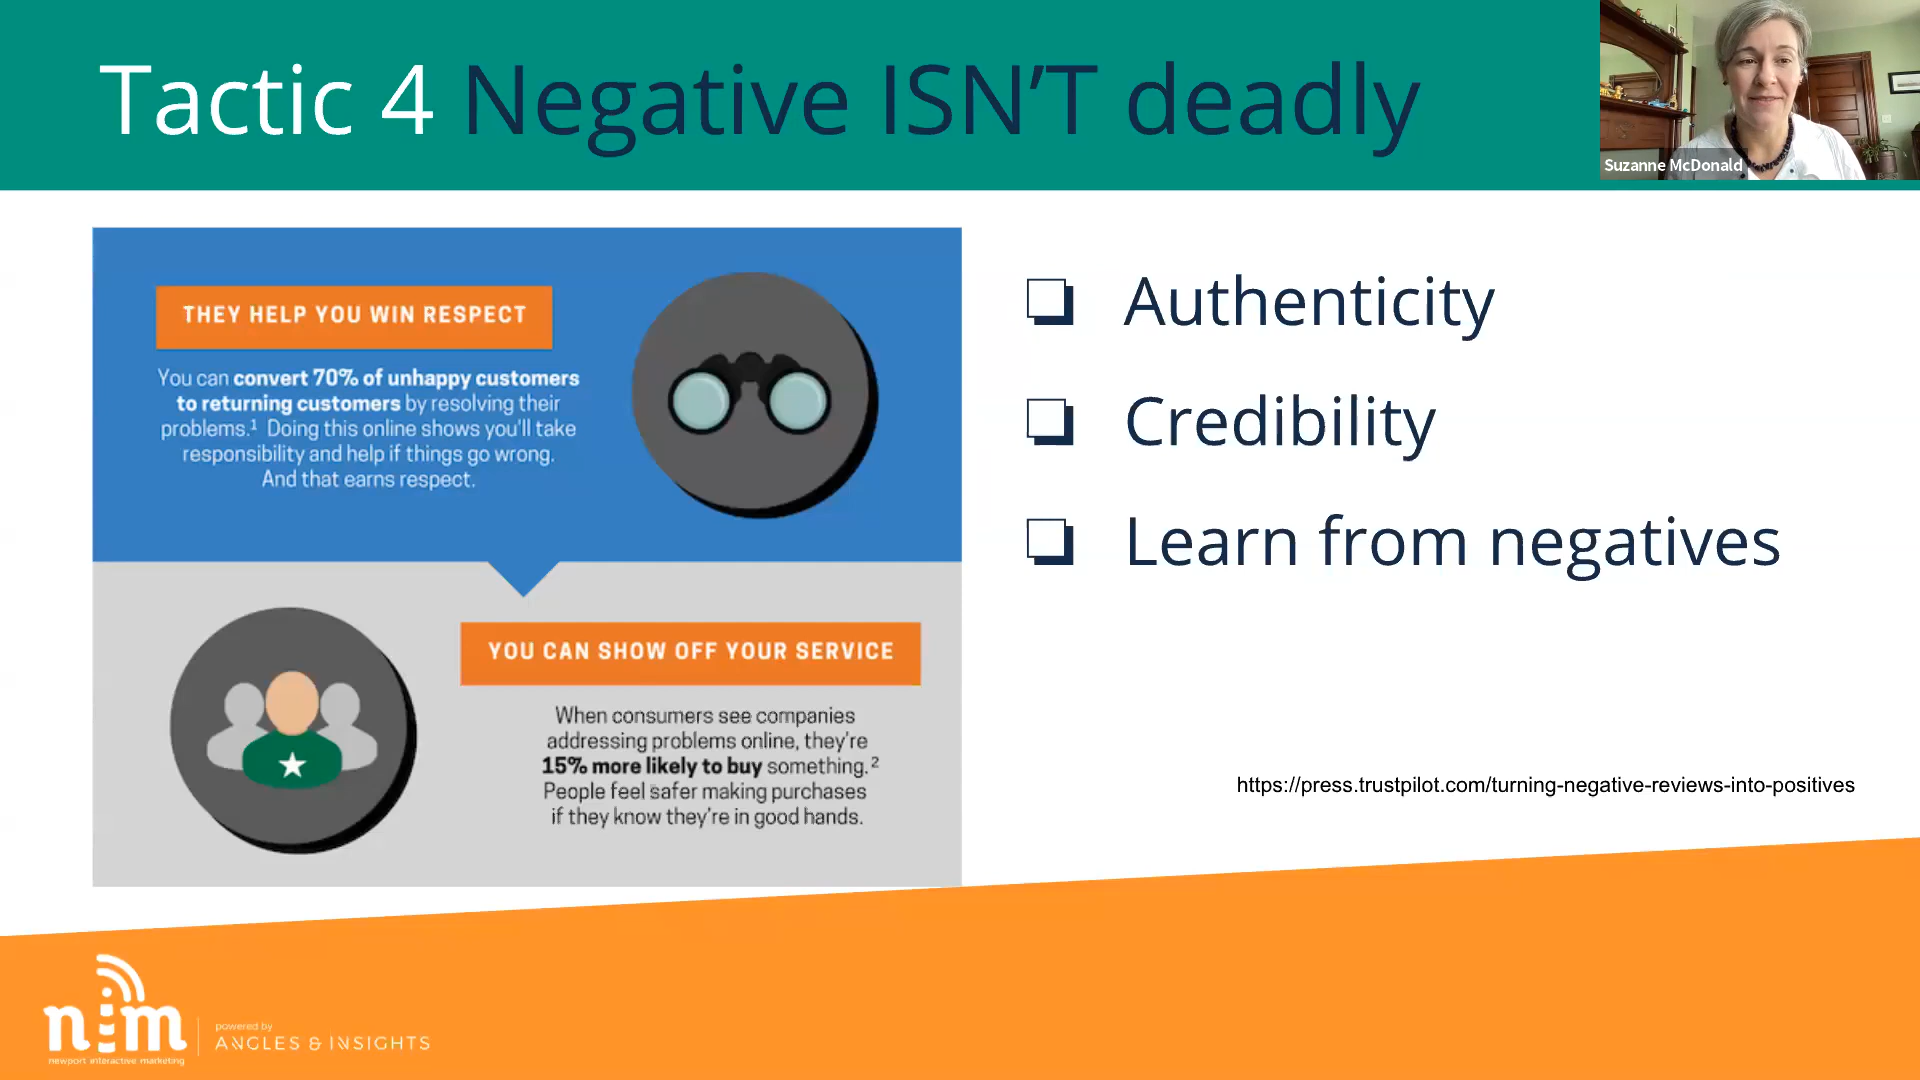 Tactic 4 Negative ISN’T deadly
Suzanne McDonald
THEY HELP YOU WIN RESPECT
You can convert 70% of unhappy customers
to returning customers by resolving their
problems.¹ Doing this online shows you'll take
responsibility and help if things go wrong.
And that earns respect.
YOU CAN SHOW OFF YOUR SERVICE
When consumers see companies
addressing problems online, they're
15% more likely to buy something.²
People feel safer making purchases
if they know they're in good hands.
❏ Authenticity
❏ Credibility
❏ Learn from negatives
https://press.trustpilot.com/turning-negative-reviews-into-positives
nim
newport interactive marketing
powered by
ANGLES & INSIGHTS